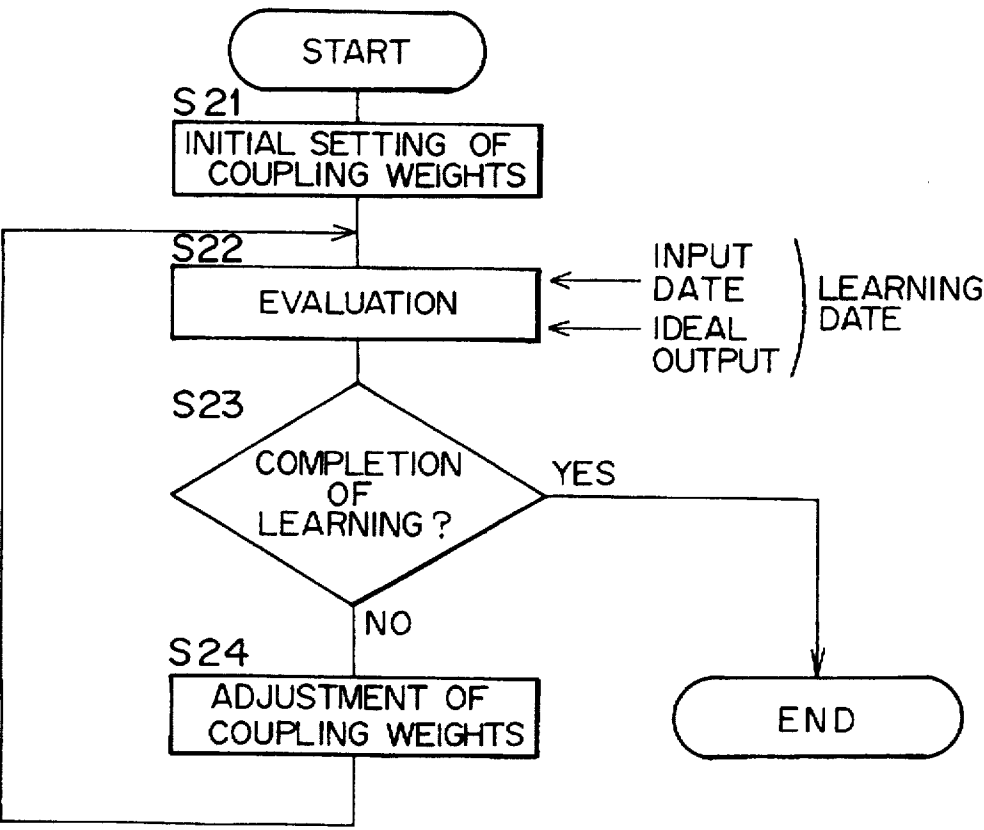 START
S21
INITIAL SETTING OF
COUPLING WEIGHTS
S22
EVALUATION
INPUT
DATE
IDEAL
OUTPUT
LEARNING
DATE
S23
COMPLETION
OF
LEARNING?
YES
NO
S24
ADJUSTMENT OF
COUPLING WEIGHTS
END